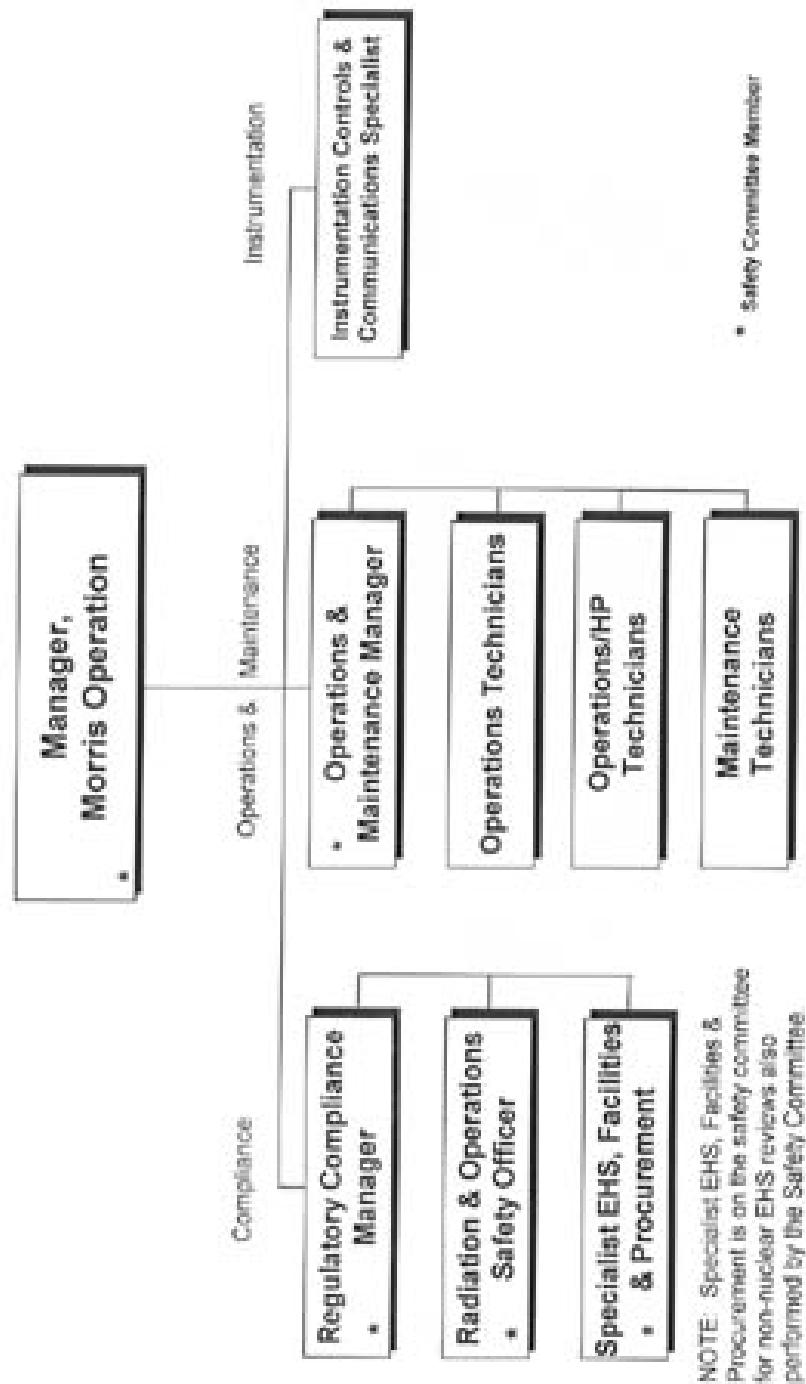 Manager,
Morris Operation
*
Compliance
Operations & Maintenance
Instrumentation
Regulatory Compliance
* Manager
Radiation & Operations
* Safety Officer
Specialist EHS, Facilities
* & Procurement
* Operations &
Maintenance Manager
Operations Technicians
Operations/HP
Technicians
Maintenance
Technicians
Instrumentation Controls &
Communications Specialist
NOTE: Specialist EHS, Facilities &
Procurement is on the safety committee
for non-nuclear EHS reviews also
performed by the Safety Committee.
* Safety Committee Member